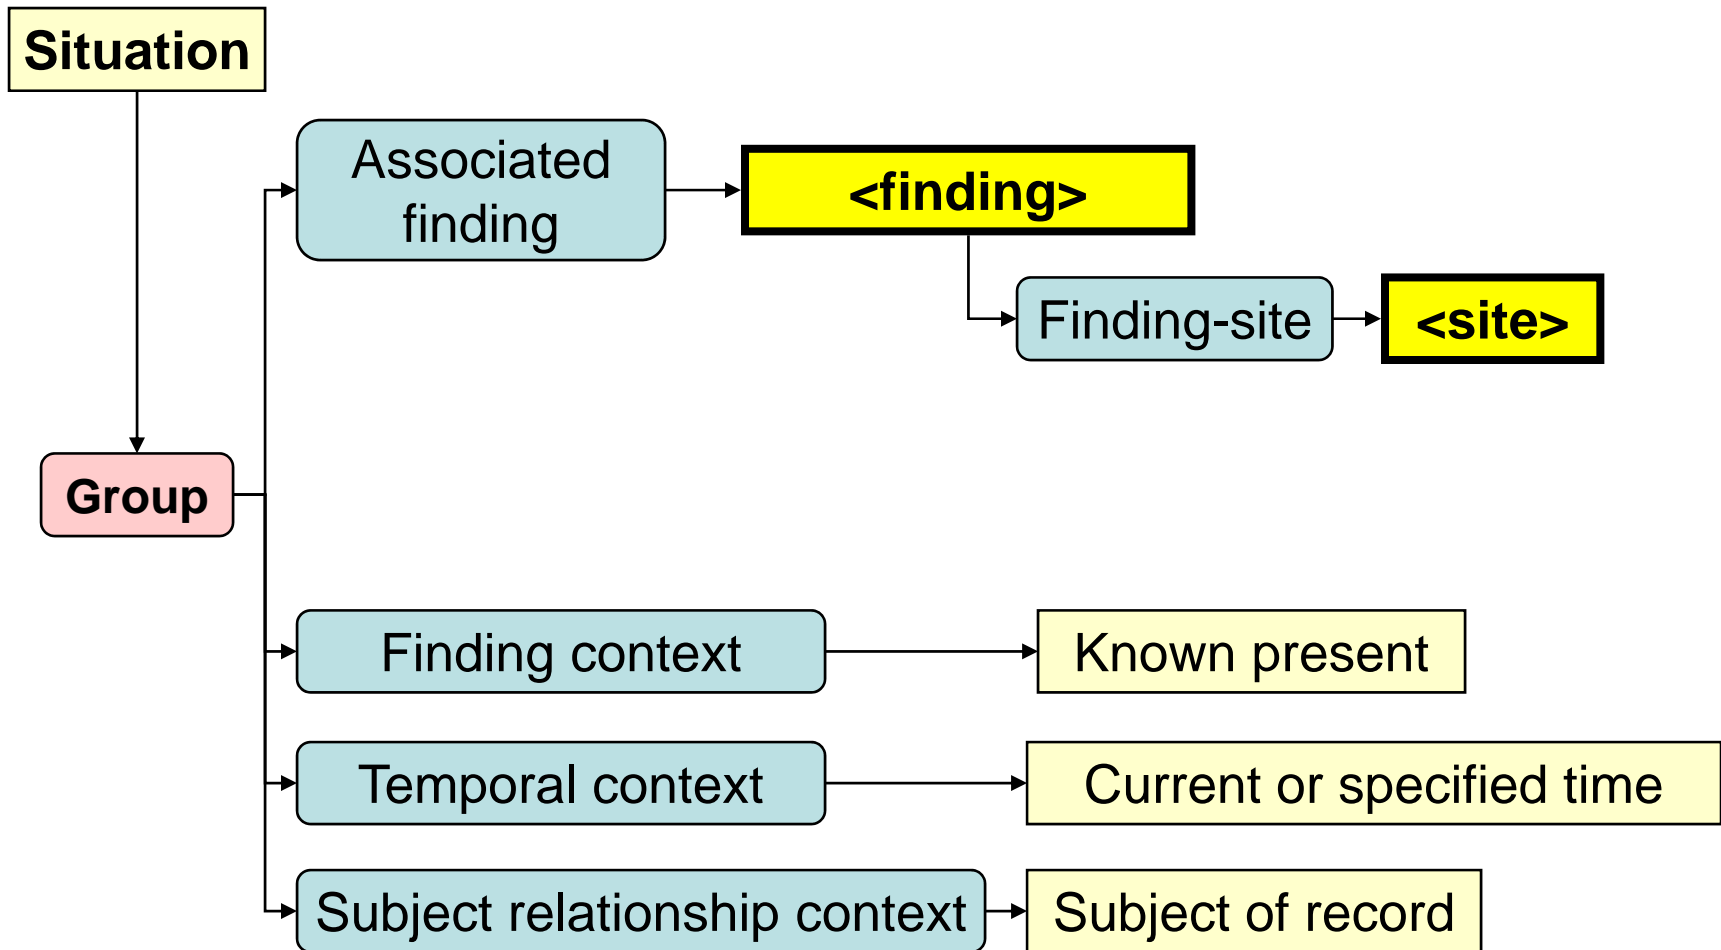 Situation
Associated
finding
<finding>
Finding-site
<site>
Group
Finding context
Known present
Temporal context
Current or specified time
Subject relationship context
Subject of record